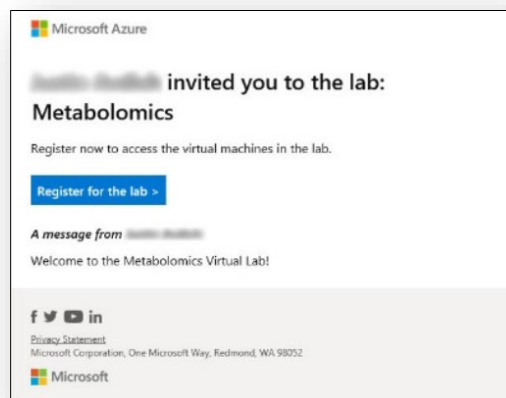 Microsoft Azure
invited you to the lab:
Metabolomics
Register now to access the virtual machines in the lab.
Register for the lab >
A message from
Welcome to the Metabolomics Virtual Lab!
Privacy Statement
Microsoft Corporation, One Microsoft Way, Redmond, WA 98052
Microsoft